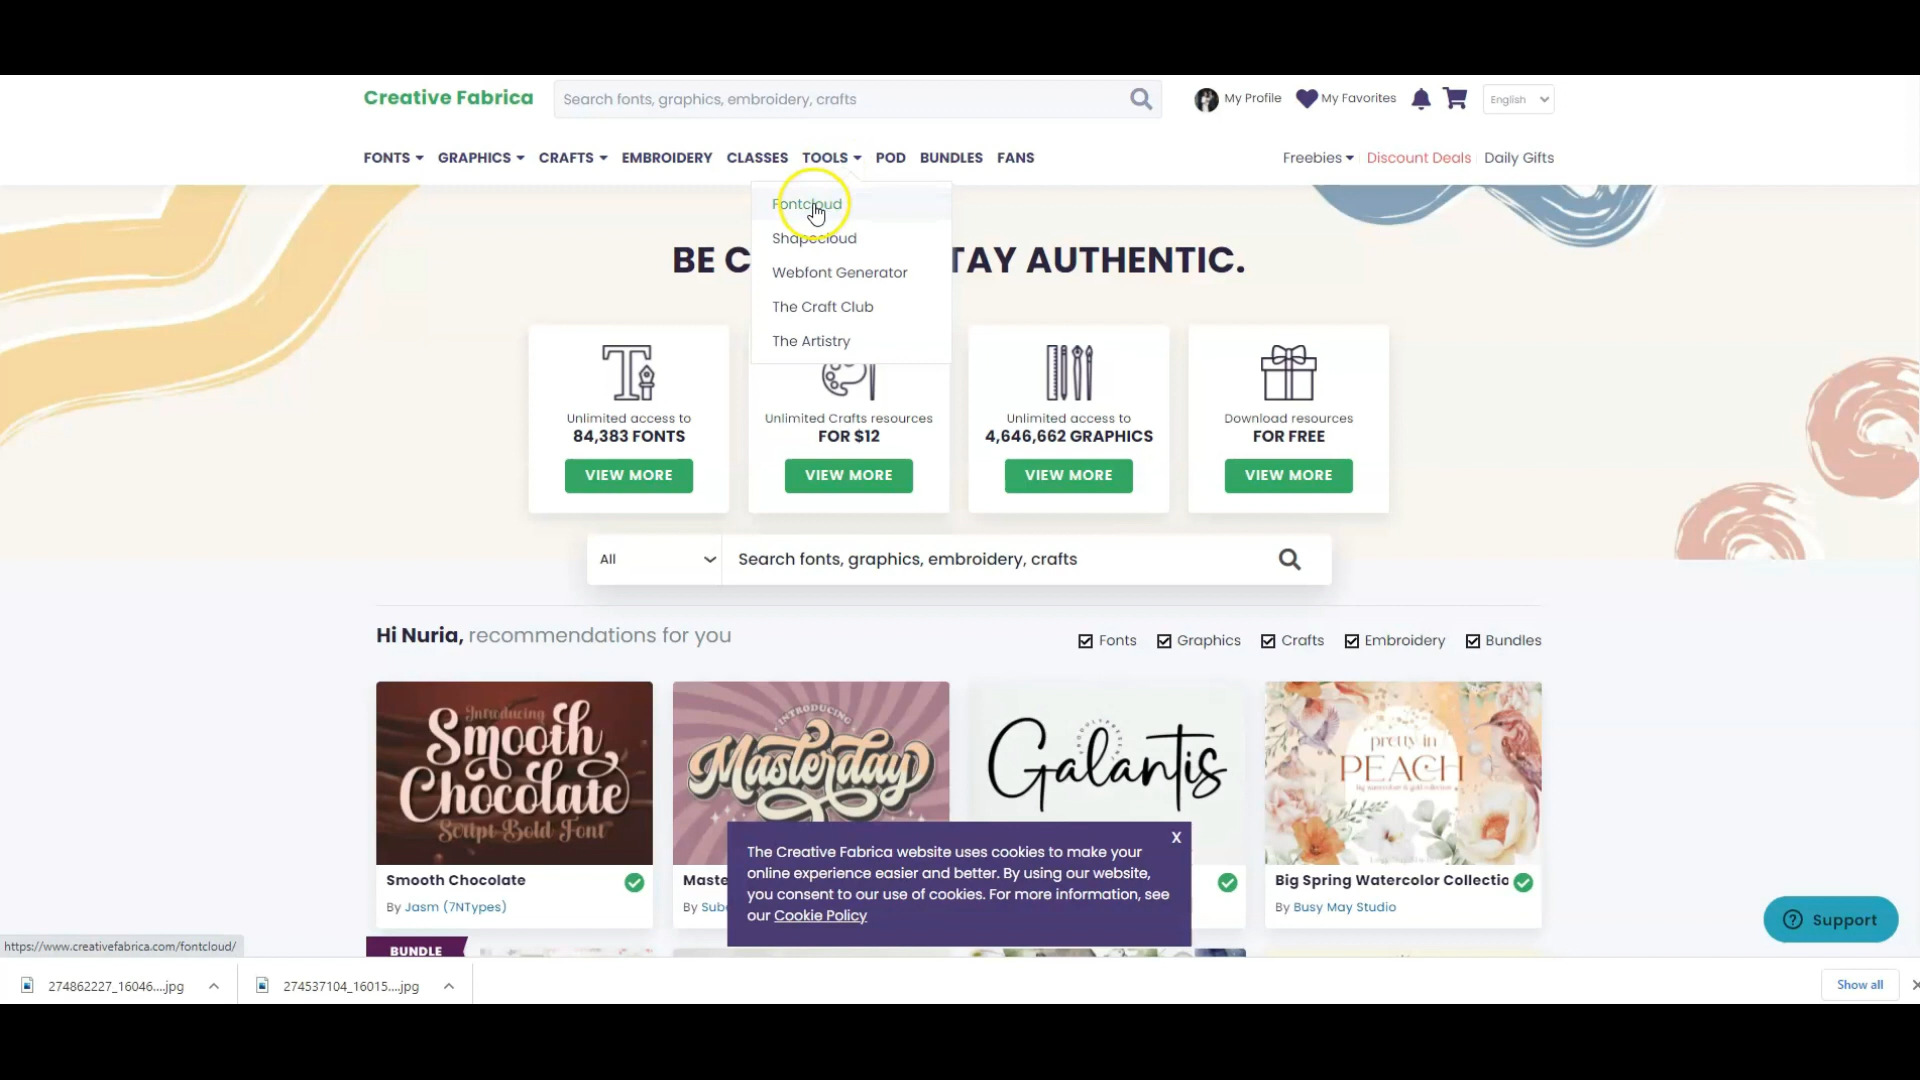 Creative Fabrica
Search fonts, graphics, embroidery, crafts
My Profile
My Favorites
English
FONTS
GRAPHICS
CRAFTS
EMBROIDERY
CLASSES
TOOLS
POD
BUNDLES
FANS
Freebies
Discount Deals
Daily Gifts
Fontcloud
Shapecloud
Webfont Generator
The Craft Club
The Artistry
BE C TAY AUTHENTIC.
Unlimited access to
84,383 FONTS
VIEW MORE
Unlimited Crafts resources
FOR $12
VIEW MORE
Unlimited access to
4,646,662 GRAPHICS
VIEW MORE
Download resources
FOR FREE
VIEW MORE
All
Search fonts, graphics, embroidery, crafts
Hi Nuria, recommendations for you
Fonts
Graphics
Crafts
Embroidery
Bundles
Introducing
Smooth
Chocolate
Script Bold Font
INTRODUCING
Masterday
Galantis
pretty in
PEACH
Smooth Chocolate
By Jasm (7NTypes)
Maste
By Sub
Big Spring Watercolor Collectio
By Busy May Studio
The Creative Fabrica website uses cookies to make your
online experience easier and better. By using our website,
you consent to our use of cookies. For more information, see
our Cookie Policy
X
Support
BUNDLE
https://www.creativefabrica.com/fontcloud/
274862227_16046....jpg
274537104_16015....jpg
Show all